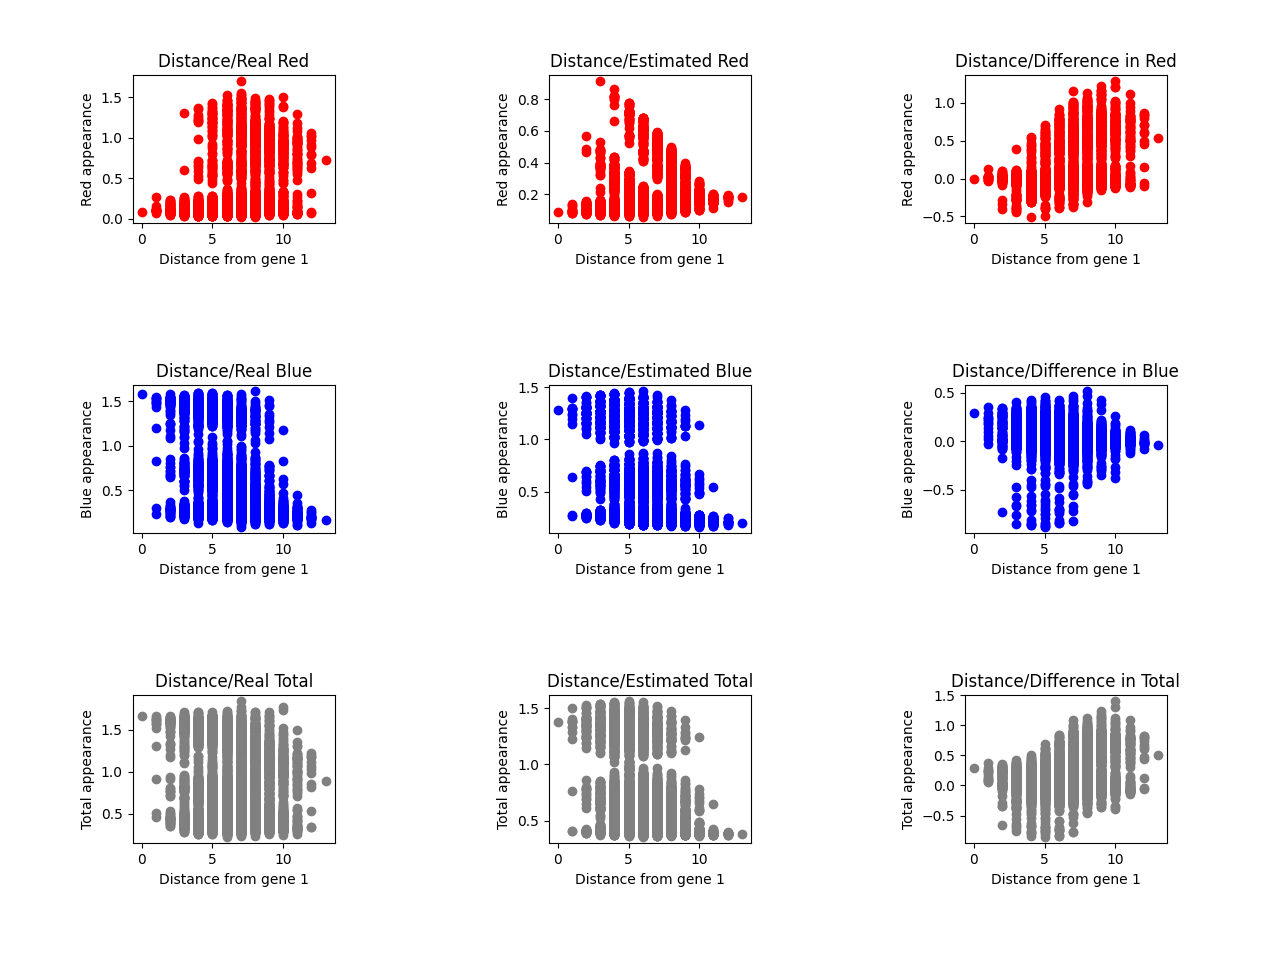 Distance/Real Red
Red appearance
1.5
1.0
0.5
0.0
0 5 10
Distance from gene 1
Distance/Estimated Red
Red appearance
0.8
0.6
0.4
0.2
0 5 10
Distance from gene 1
Distance/Difference in Red
Red appearance
1.0
0.5
0.0
−0.5
0 5 10
Distance from gene 1
Distance/Real Blue
Blue appearance
1.5
1.0
0.5
0 5 10
Distance from gene 1
Distance/Estimated Blue
Blue appearance
1.5
1.0
0.5
0 5 10
Distance from gene 1
Distance/Difference in Blue
Blue appearance
0.5
0.0
−0.5
0 5 10
Distance from gene 1
Distance/Real Total
Total appearance
1.5
1.0
0.5
0 5 10
Distance from gene 1
Distance/Estimated Total
Total appearance
1.5
1.0
0.5
0 5 10
Distance from gene 1
Distance/Difference in Total
Total appearance
1.5
1.0
0.5
0.0
−0.5
0 5 10
Distance from gene 1